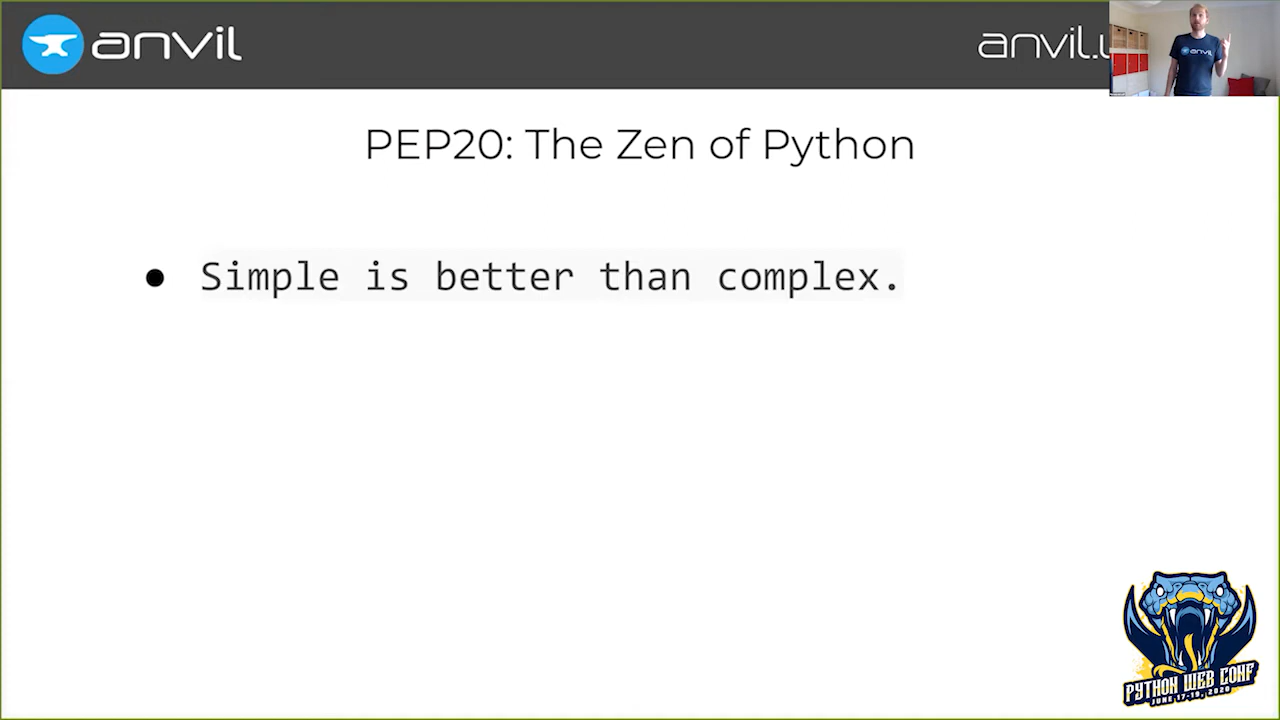 anvil
anvil.
PEP20: The Zen of Python
● Simple is better than complex.
anvil
PYTHON WEB CONF
JUNE 17-19, 2020